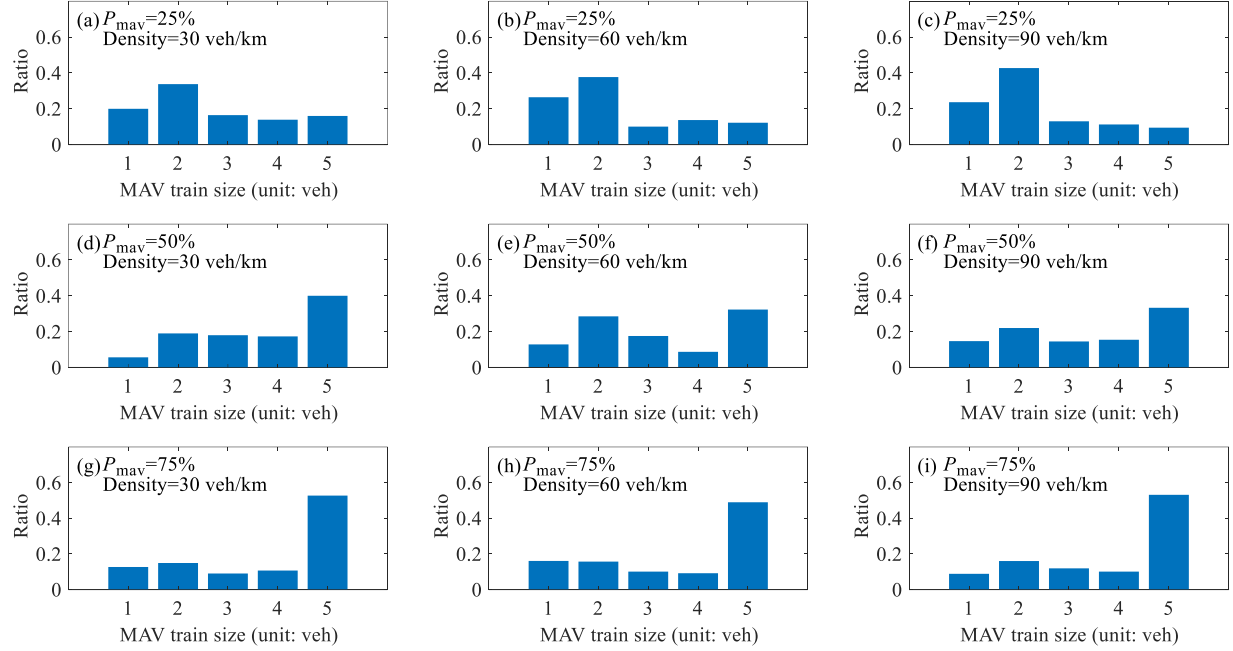 (a) P_mav=25%
Density=30 veh/km
0.6
0.4
0.2
0
Ratio
1 2 3 4 5
MAV train size (unit: veh)
(b) P_mav=25%
Density=60 veh/km
0.6
0.4
0.2
0
Ratio
1 2 3 4 5
MAV train size (unit: veh)
(c) P_mav=25%
Density=90 veh/km
0.6
0.4
0.2
0
Ratio
1 2 3 4 5
MAV train size (unit: veh)
(d) P_mav=50%
Density=30 veh/km
0.6
0.4
0.2
0
Ratio
1 2 3 4 5
MAV train size (unit: veh)
(e) P_mav=50%
Density=60 veh/km
0.6
0.4
0.2
0
Ratio
1 2 3 4 5
MAV train size (unit: veh)
(f) P_mav=50%
Density=90 veh/km
0.6
0.4
0.2
0
Ratio
1 2 3 4 5
MAV train size (unit: veh)
(g) P_mav=75%
Density=30 veh/km
0.6
0.4
0.2
0
Ratio
1 2 3 4 5
MAV train size (unit: veh)
(h) P_mav=75%
Density=60 veh/km
0.6
0.4
0.2
0
Ratio
1 2 3 4 5
MAV train size (unit: veh)
(i) P_mav=75%
Density=90 veh/km
0.6
0.4
0.2
0
Ratio
1 2 3 4 5
MAV train size (unit: veh)